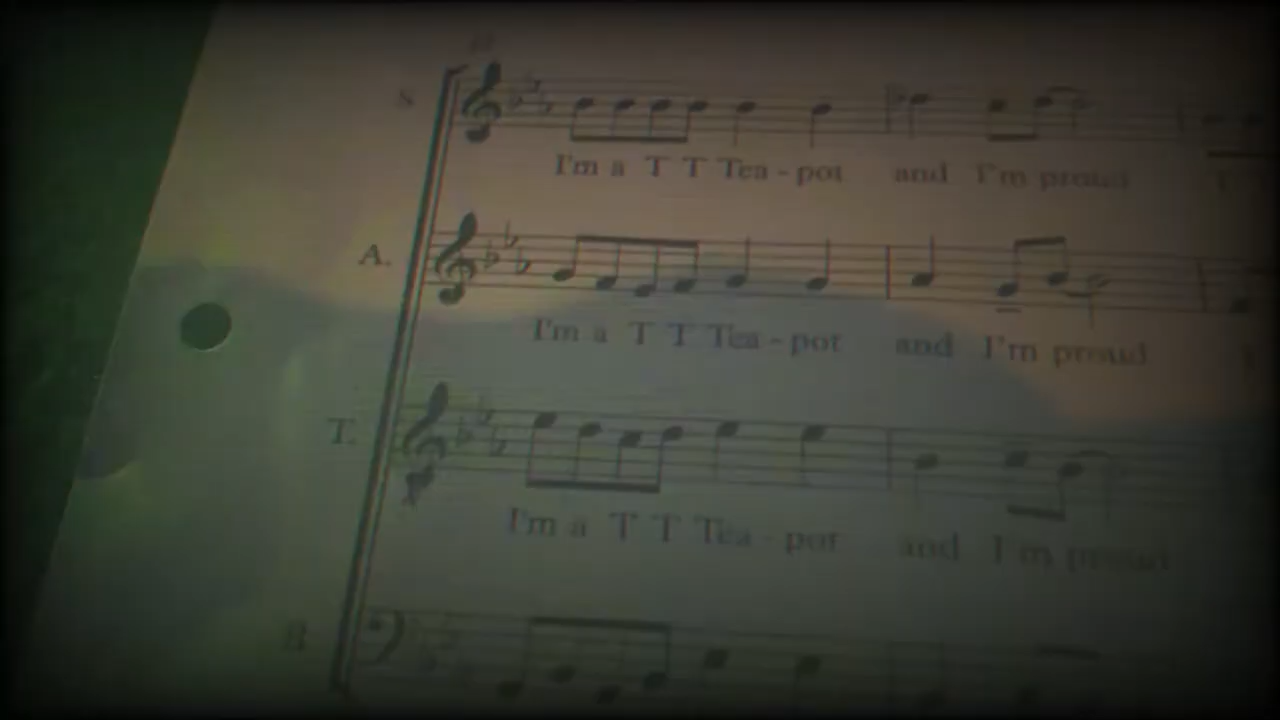 S
I'm a T T Tea - pot and I'm proud T
A.
I'm a T T Tea - pot and I'm proud
T.
I'm a T T Tea - pot and I'm proud
B